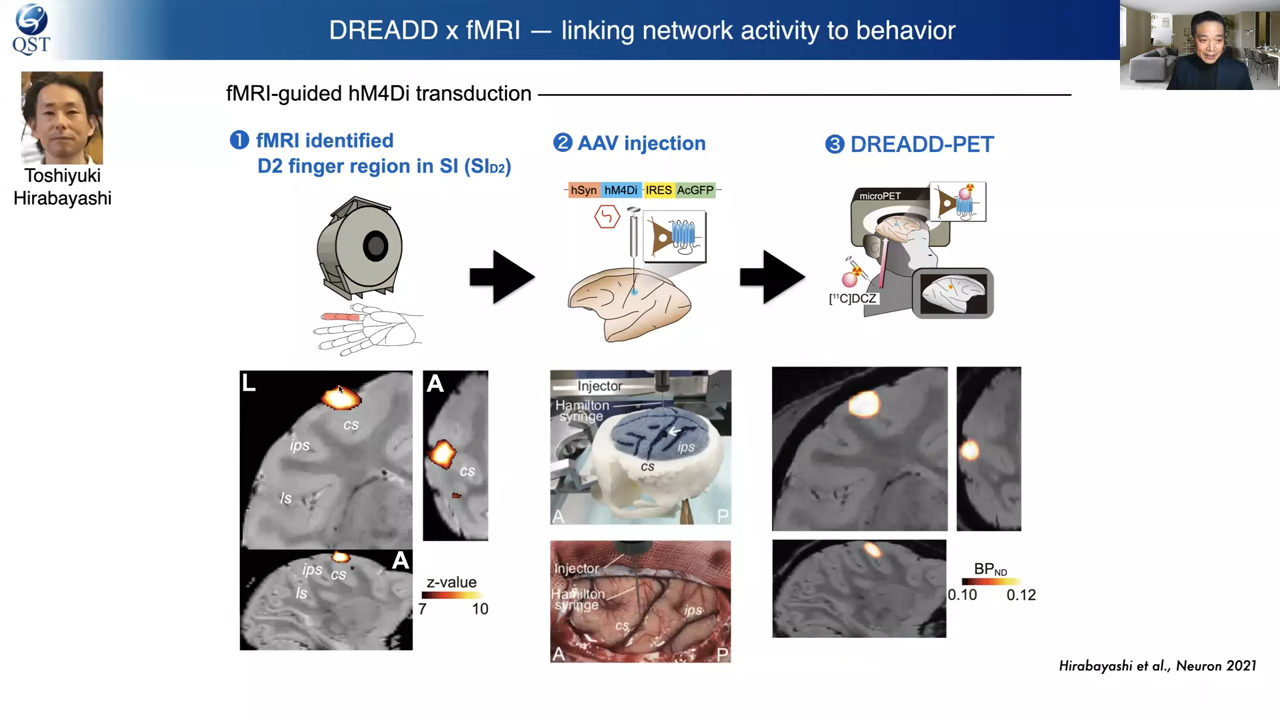 QST
DREADD x fMRI — linking network activity to behavior
Toshiyuki
Hirabayashi
fMRI-guided hM4Di transduction
❶ fMRI identified
D2 finger region in SI (SI_D2)
L
cs
ips
ls
A
cs
A
ips
cs
ls
z-value
7
10
❷ AAV injection
hSyn hM4Di IRES AcGFP
Injector
Hamilton
syringe
ips
cs
A
P
Injector
Hamilton
syringe
ips
cs
A
P
❸ DREADD-PET
microPET
[¹¹C]DCZ
BP_ND
0.10
0.12
Hirabayashi et al., Neuron 2021